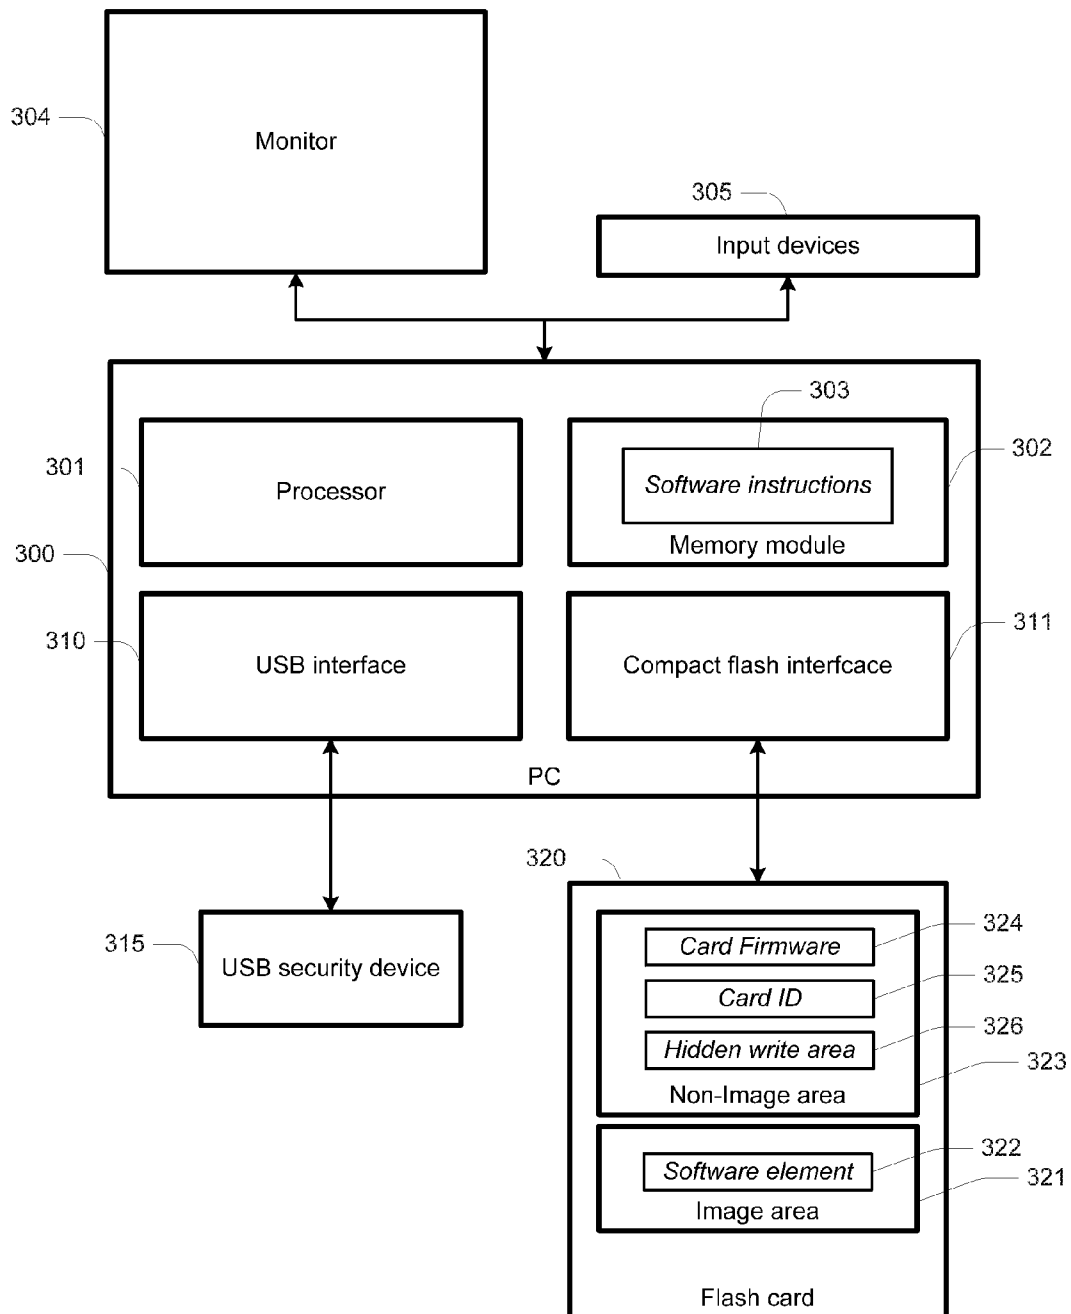 304
Monitor
305
Input devices
303
301
302
Processor
Software instructions
Memory module
300
310
311
USB interface
Compact flash interfcace
PC
320
315
USB security device
Card Firmware
324
Card ID
325
Hidden write area
326
Non-Image area
323
Software element
322
Image area
321
Flash card